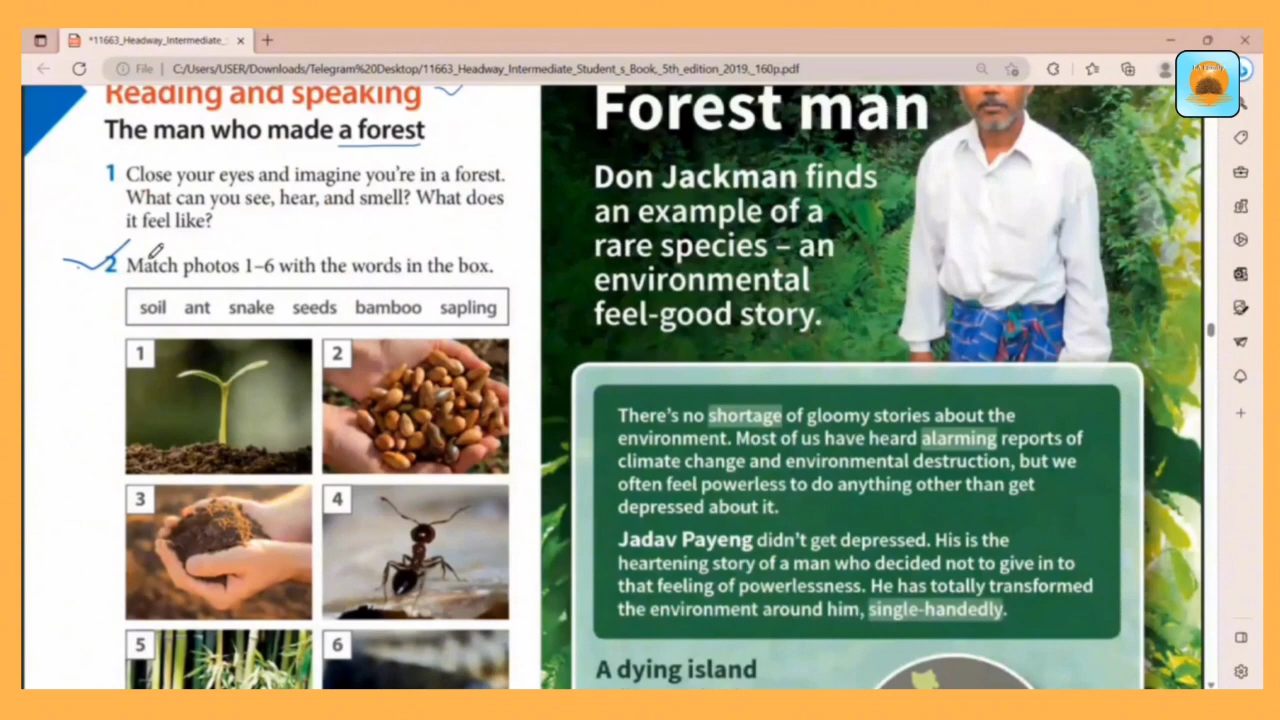 *11663_Headway_Intermediate_
File
C:/Users/USER/Downloads/Telegram%20Desktop/11663_Headway_Intermediate_Student_s_Book,_5th_edition_2019,_160p.pdf
Reading and speaking
The man who made a forest
1 Close your eyes and imagine you're in a forest.
What can you see, hear, and smell? What does
it feel like?
2 Match photos 1–6 with the words in the box.
soil ant snake seeds bamboo sapling
1
2
3
4
5
6
Forest man
Don Jackman finds
an example of a
rare species – an
environmental
feel-good story.
There's no shortage of gloomy stories about the
environment. Most of us have heard alarming reports of
climate change and environmental destruction, but we
often feel powerless to do anything other than get
depressed about it.
Jadav Payeng didn't get depressed. His is the
heartening story of a man who decided not to give in to
that feeling of powerlessness. He has totally transformed
the environment around him, single-handedly.
A dying island